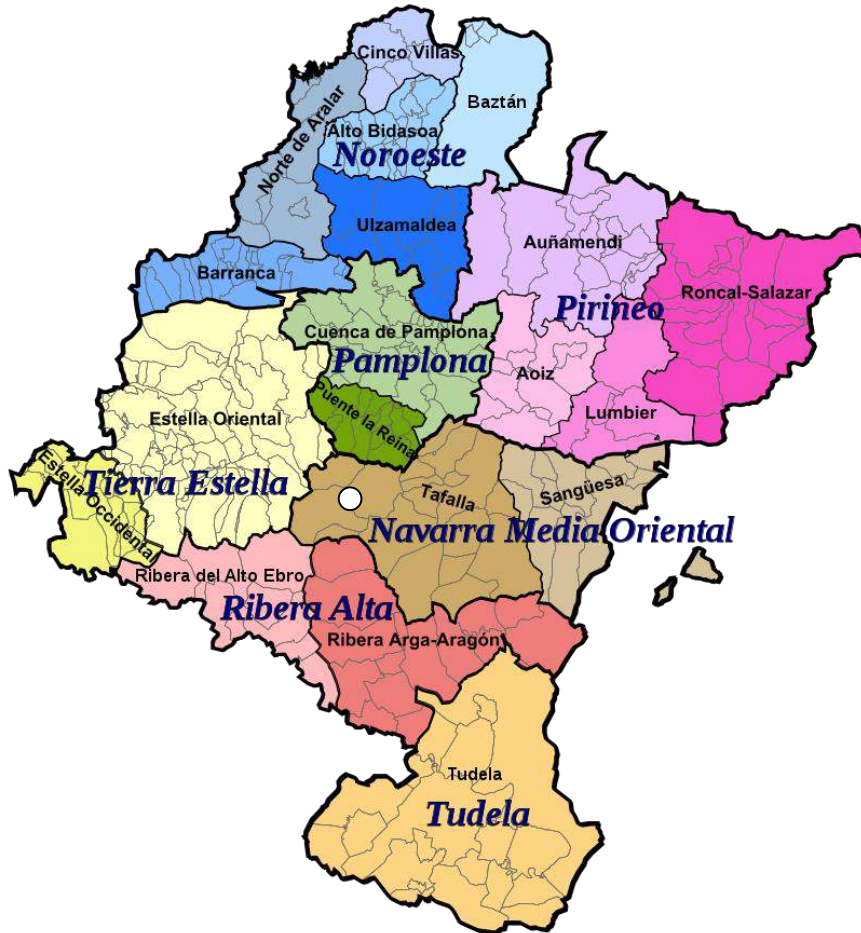 Cinco Villas
Baztán
Norte de Aralar
Alto Bidasoa
Noroeste
Ulzamaldea
Auñamendi
Barranca
Roncal-Salazar
Pirineo
Cuenca de Pamplona
Pamplona
Aoiz
Puente la Reina
Lumbier
Estella Oriental
Estella Occidental
Tierra Estella
Tafalla
Sangüesa
Navarra Media Oriental
Ribera del Alto Ebro
Ribera Alta
Ribera Arga-Aragón
Tudela
Tudela